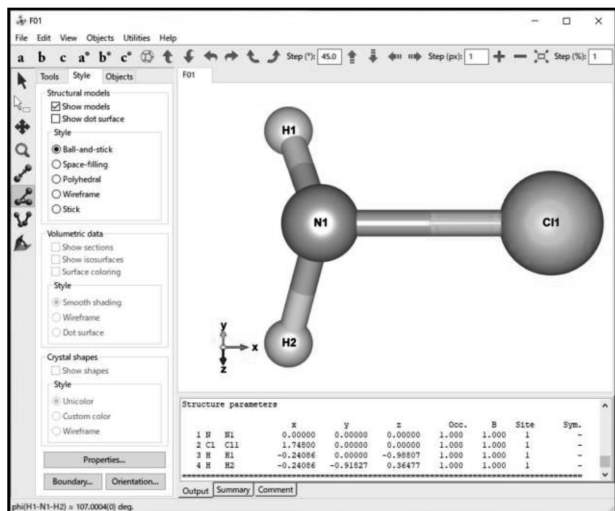 F01
File Edit View Objects Utilities Help
a b c a* b* c* Step (°): 45.0 Step (px): 1 Step (%): 1
Tools Style Objects
F01
Structural models
Show models
Show dot surface
Style
Ball-and-stick
Space-filling
Polyhedral
Wireframe
Stick
Volumetric data
Show sections
Show isosurfaces
Surface coloring
Style
Smooth shading
Wireframe
Dot surface
Crystal shapes
Show shapes
Style
Unicolor
Custom color
Wireframe
Properties...
Boundary... Orientation...
H1
N1
Cl1
H2
y
x
z
Structure parameters
x y z Occ. B Site Sym.
1 N N1 0.00000 0.00000 0.00000 1.000 1.000 1 -
2 Cl Cl1 1.74800 0.00000 0.00000 1.000 1.000 1 -
3 H H1 -0.24086 0.00000 -0.98807 1.000 1.000 1 -
4 H H2 -0.24086 -0.91827 0.36477 1.000 1.000 1 -
Output Summary Comment
phi(H1-N1-H2) = 107.0004(0) deg.